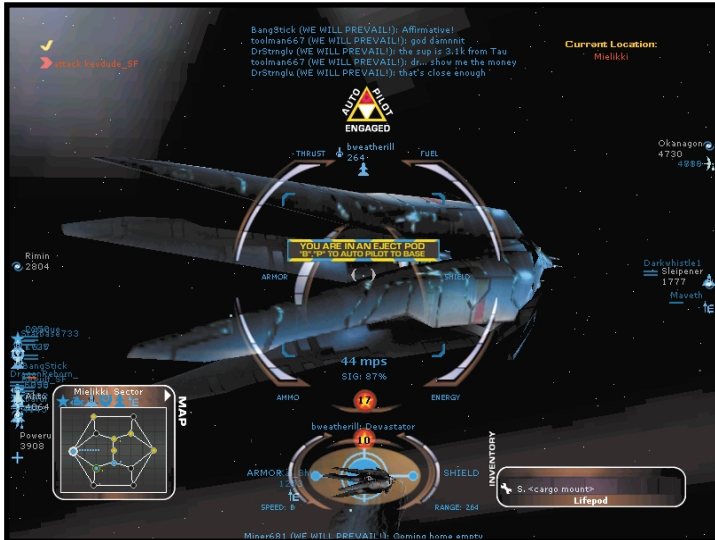 BangStick (WE WILL PREVAIL!): Affirmative!
toolman667 (WE WILL PREVAIL!): god damnnit
DrStrnglv (WE WILL PREVAIL!): the sup is 3.1k from Tau
toolman667 (WE WILL PREVAIL!): dr... show me the money
DrStrnglv (WE WILL PREVAIL!): that's close enough
attack kevdude_SF
Current Location:
Mielikki
AUTO PILOT
ENGAGED
bweatherill
264
THRUST
FUEL
Okanagon
4730
YOU ARE IN AN EJECT POD
"B","P" TO AUTO PILOT TO BASE
Rimin
2804
ARMOR
SHIELD
Darkwhistle1
Sleipener
1777
Maveth
44 mps
SIG: 87%
BangStick
4064
Mielikki Sector
MAP
AMMO
ENERGY
17
bweatherill: Devastator
10
Poweru
3908
ARMOR
SHIELD
SPEED: 8
RANGE: 264
INVENTORY
S. <cargo mount>
Lifepod
Miner681 (WE WILL PREVAIL!): Coming home empty